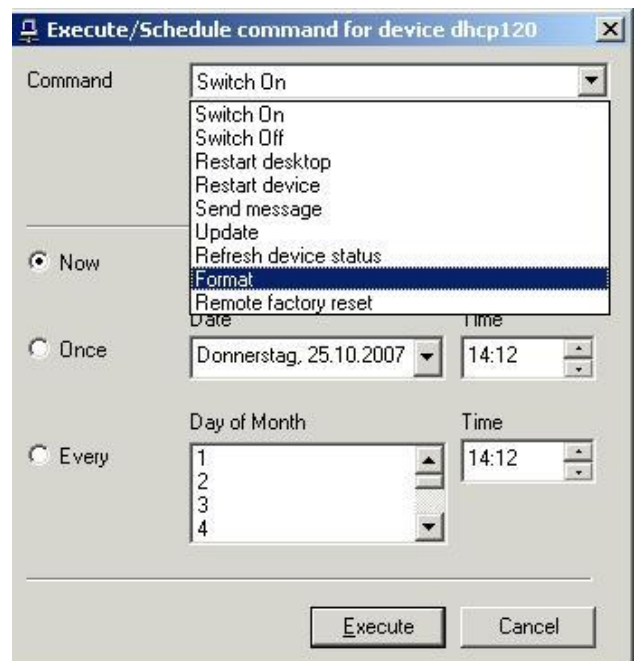 Execute/Schedule command for device dhcp120
Command
Switch On
Switch On
Switch Off
Restart desktop
Restart device
Send message
Update
Refresh device status
Format
Remote factory reset
Now
Date Time
Once Donnerstag, 25.10.2007 14:12
Day of Month Time
Every 1 14:12
2
3
4
Execute Cancel